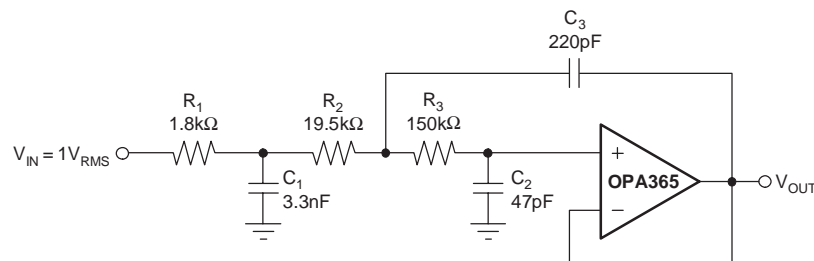 C3
220pF
R1
1.8kΩ
R2
19.5kΩ
R3
150kΩ
VIN = 1VRMS
C1
3.3nF
C2
47pF
+
OPA365
−
VOUT